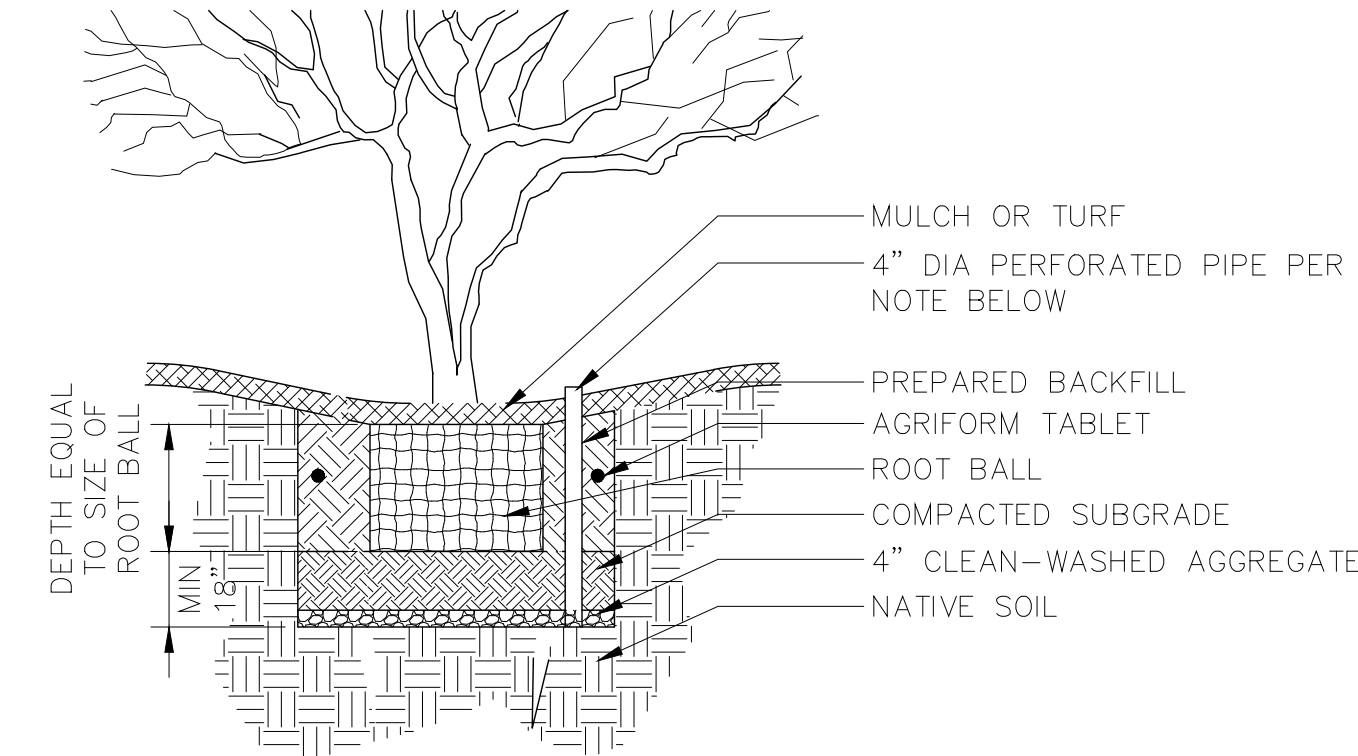 MULCH OR TURF
4" DIA PERFORATED PIPE PER
NOTE BELOW
PREPARED BACKFILL
AGRIFORM TABLET
ROOT BALL
COMPACTED SUBGRADE
4" CLEAN-WASHED AGGREGATE
NATIVE SOIL
DEPTH EQUAL
TO SIZE OF
ROOT BALL
MIN
18"